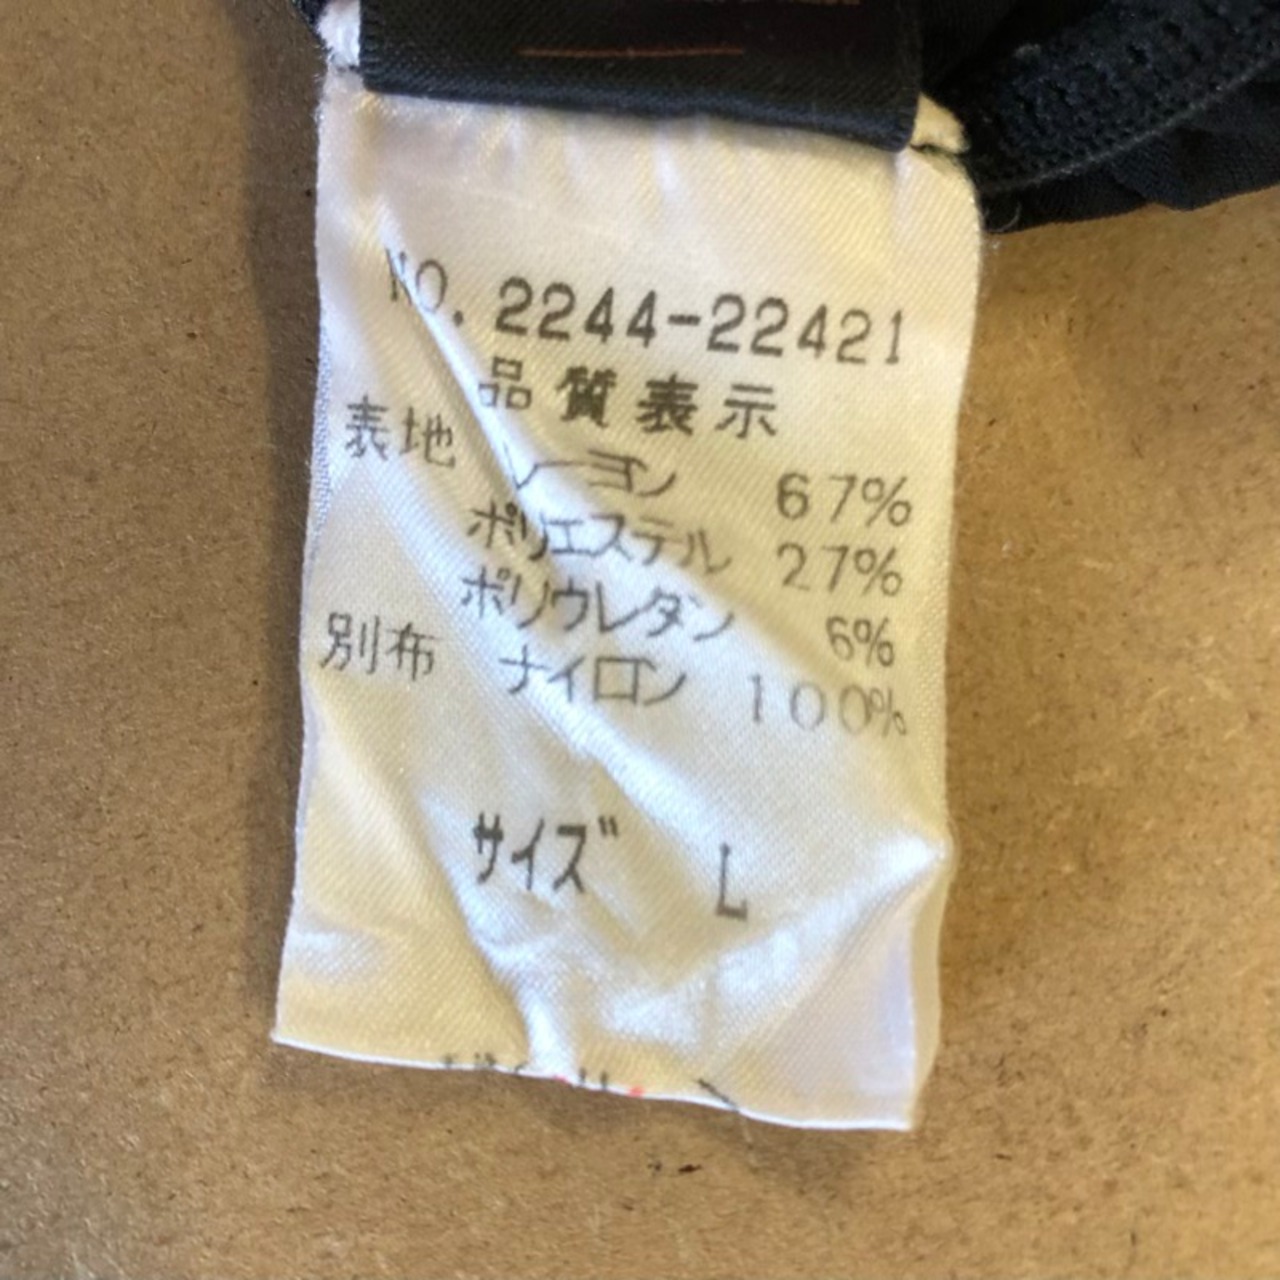 NO. 2244-22421
品質表示
表地 レーヨン 67%
ポリエステル 27%
ポリウレタン 6%
別布 ナイロン 100%
サイズ L